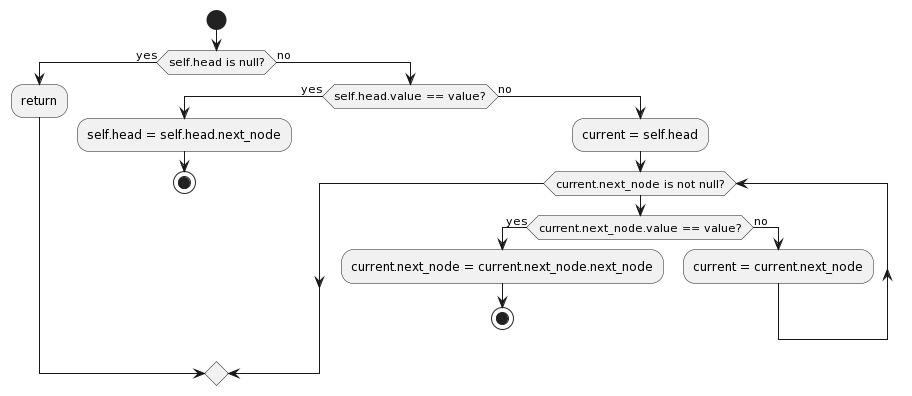 yes
self.head is null?
no
return
yes
self.head.value == value?
no
self.head = self.head.next_node
current = self.head
current.next_node is not null?
yes
current.next_node.value == value?
no
current.next_node = current.next_node.next_node
current = current.next_node